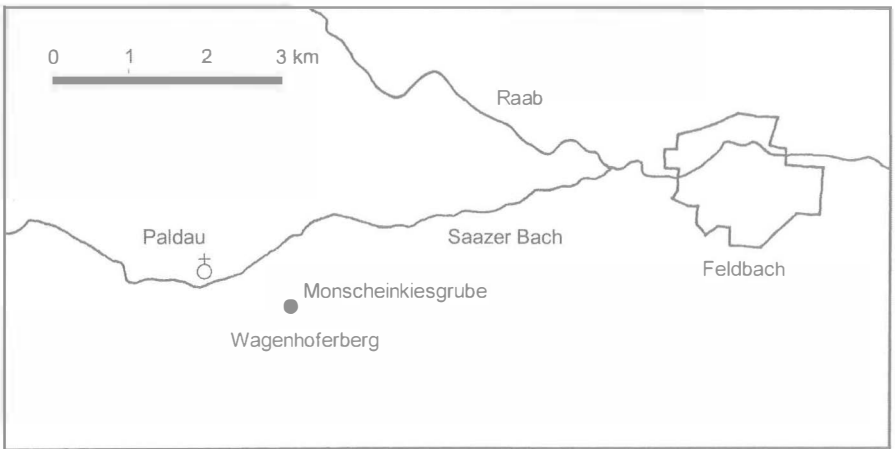 0 1 2 3 km
Raab
Paldau
Saazer Bach
Feldbach
Monscheinkiesgrube
Wagenhoferberg